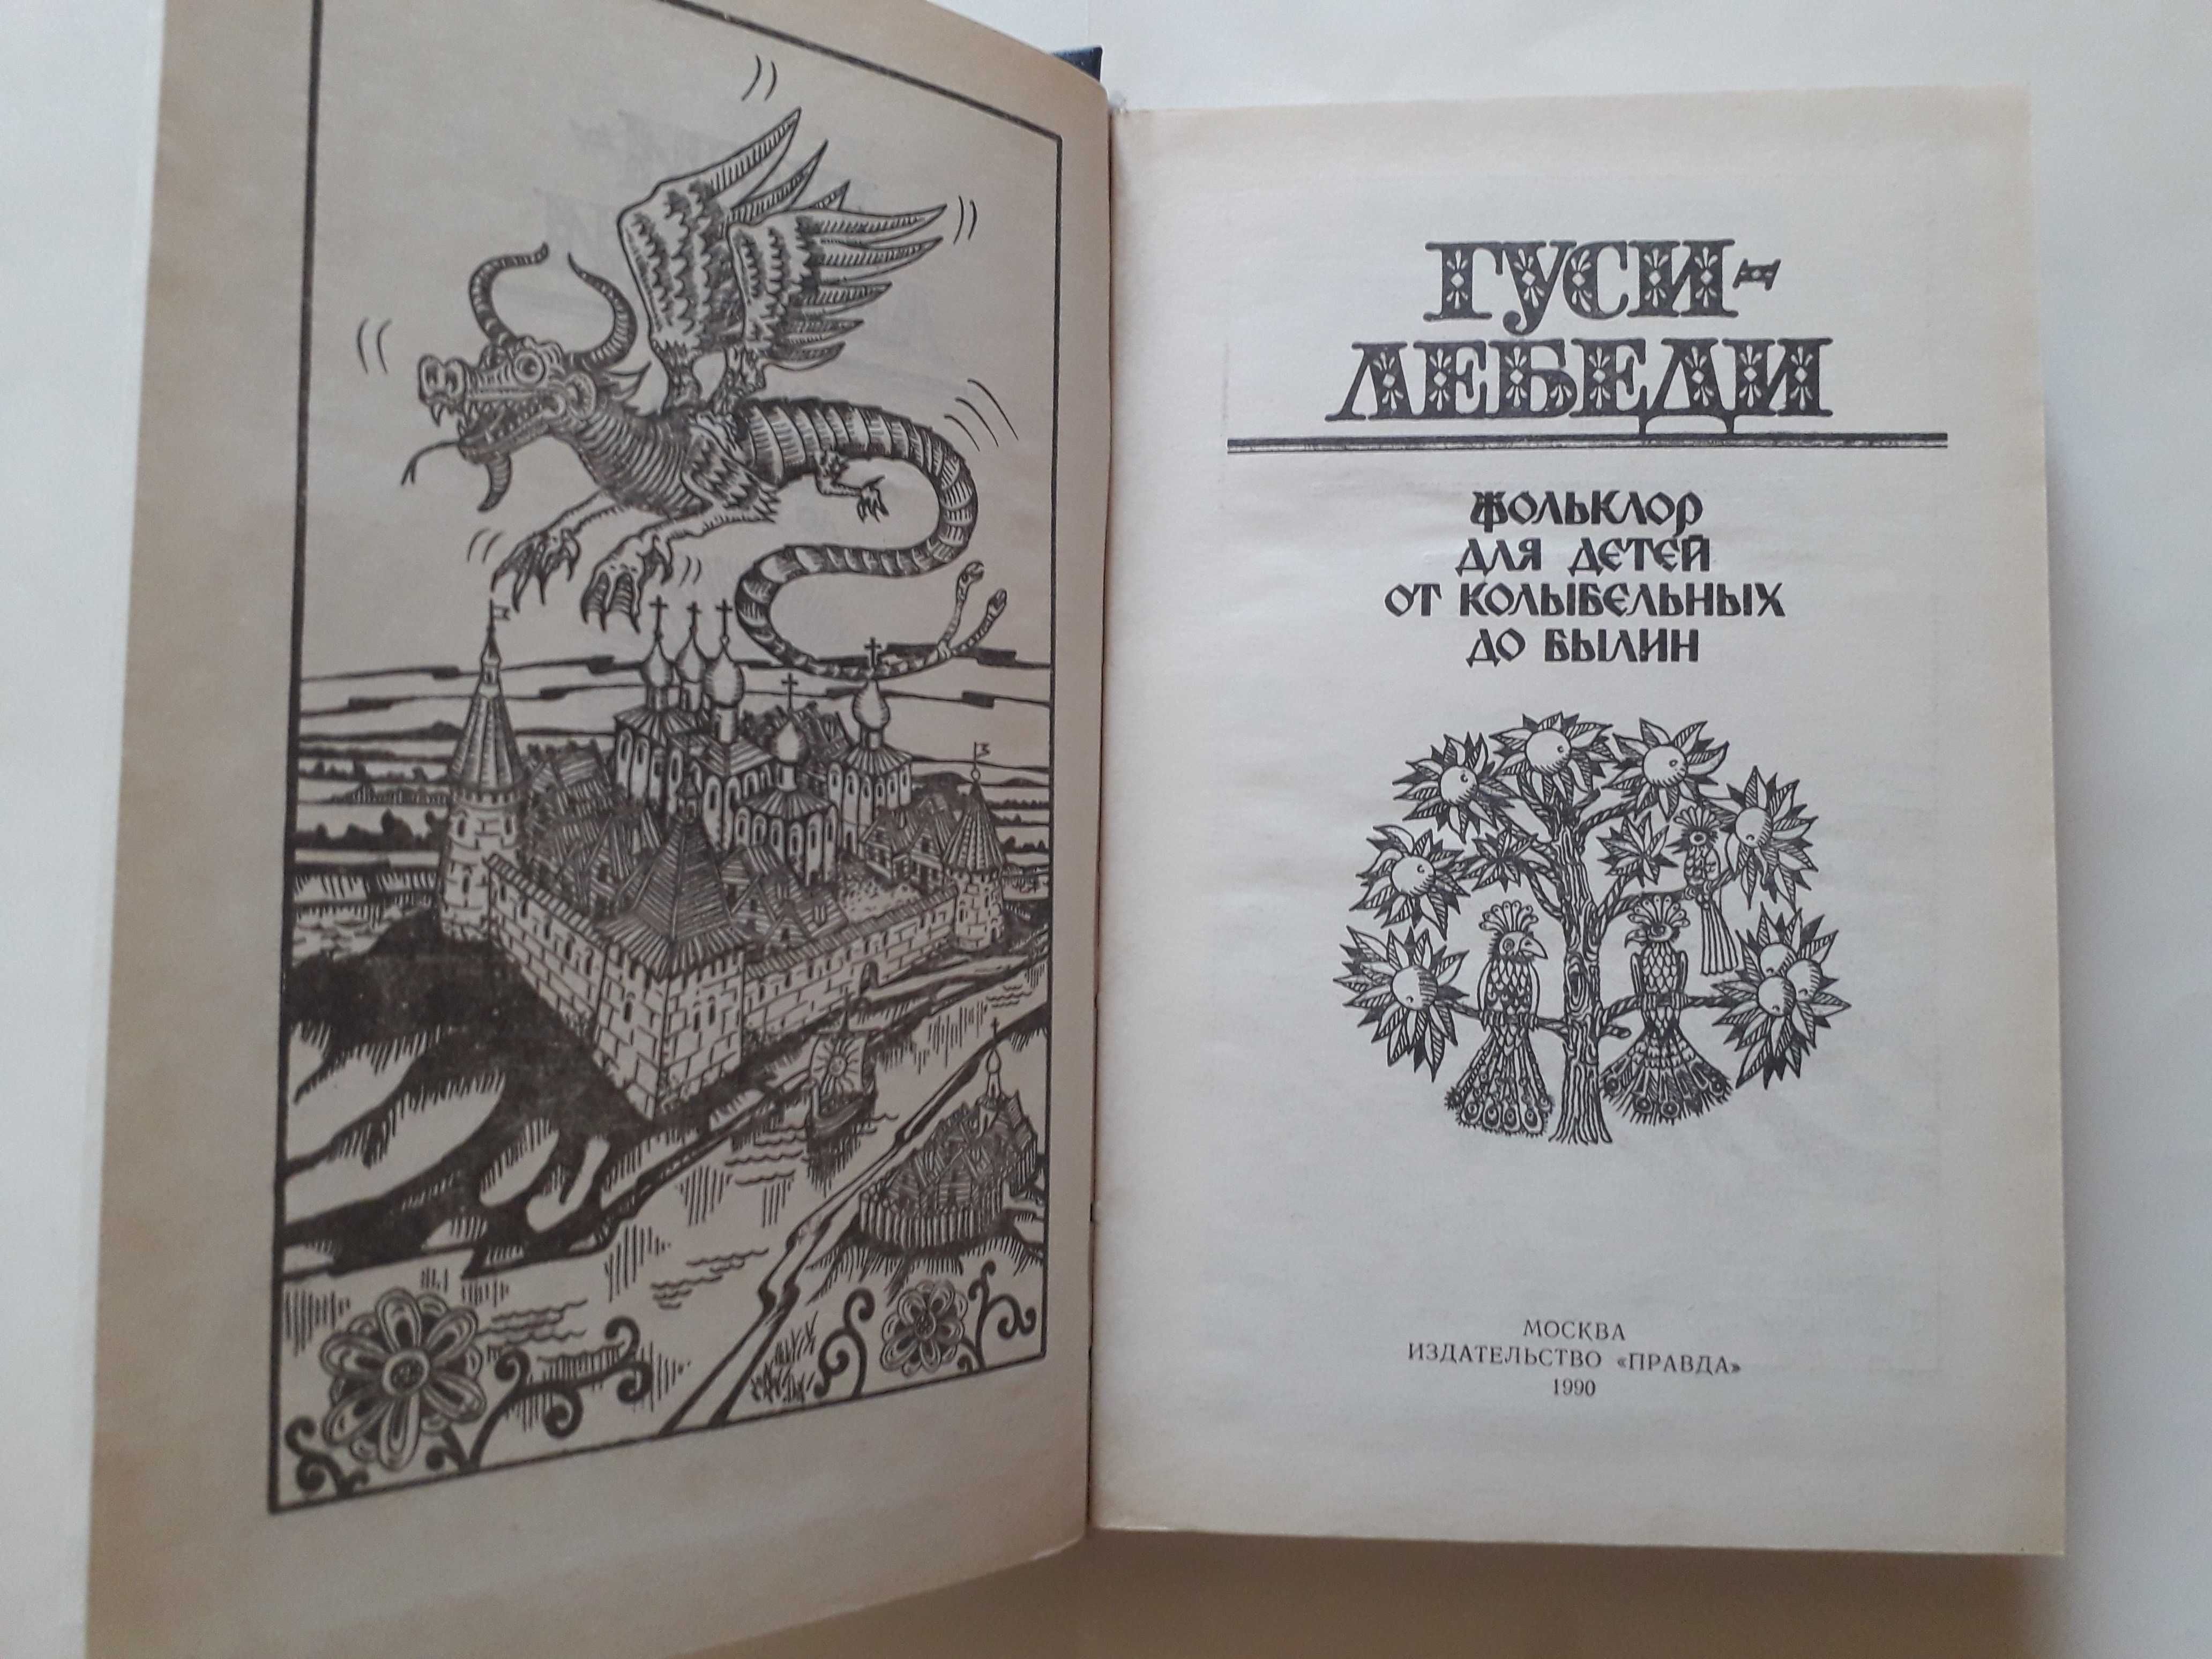 ГУСИ-
ЛЕБЕДИ
ФОЛЬКЛОР
ДЛЯ ДЕТЕЙ
ОТ КОЛЫБЕЛЬНЫХ
ДО БЫЛИН
МОСКВА
ИЗДАТЕЛЬСТВО «ПРАВДА»
1990